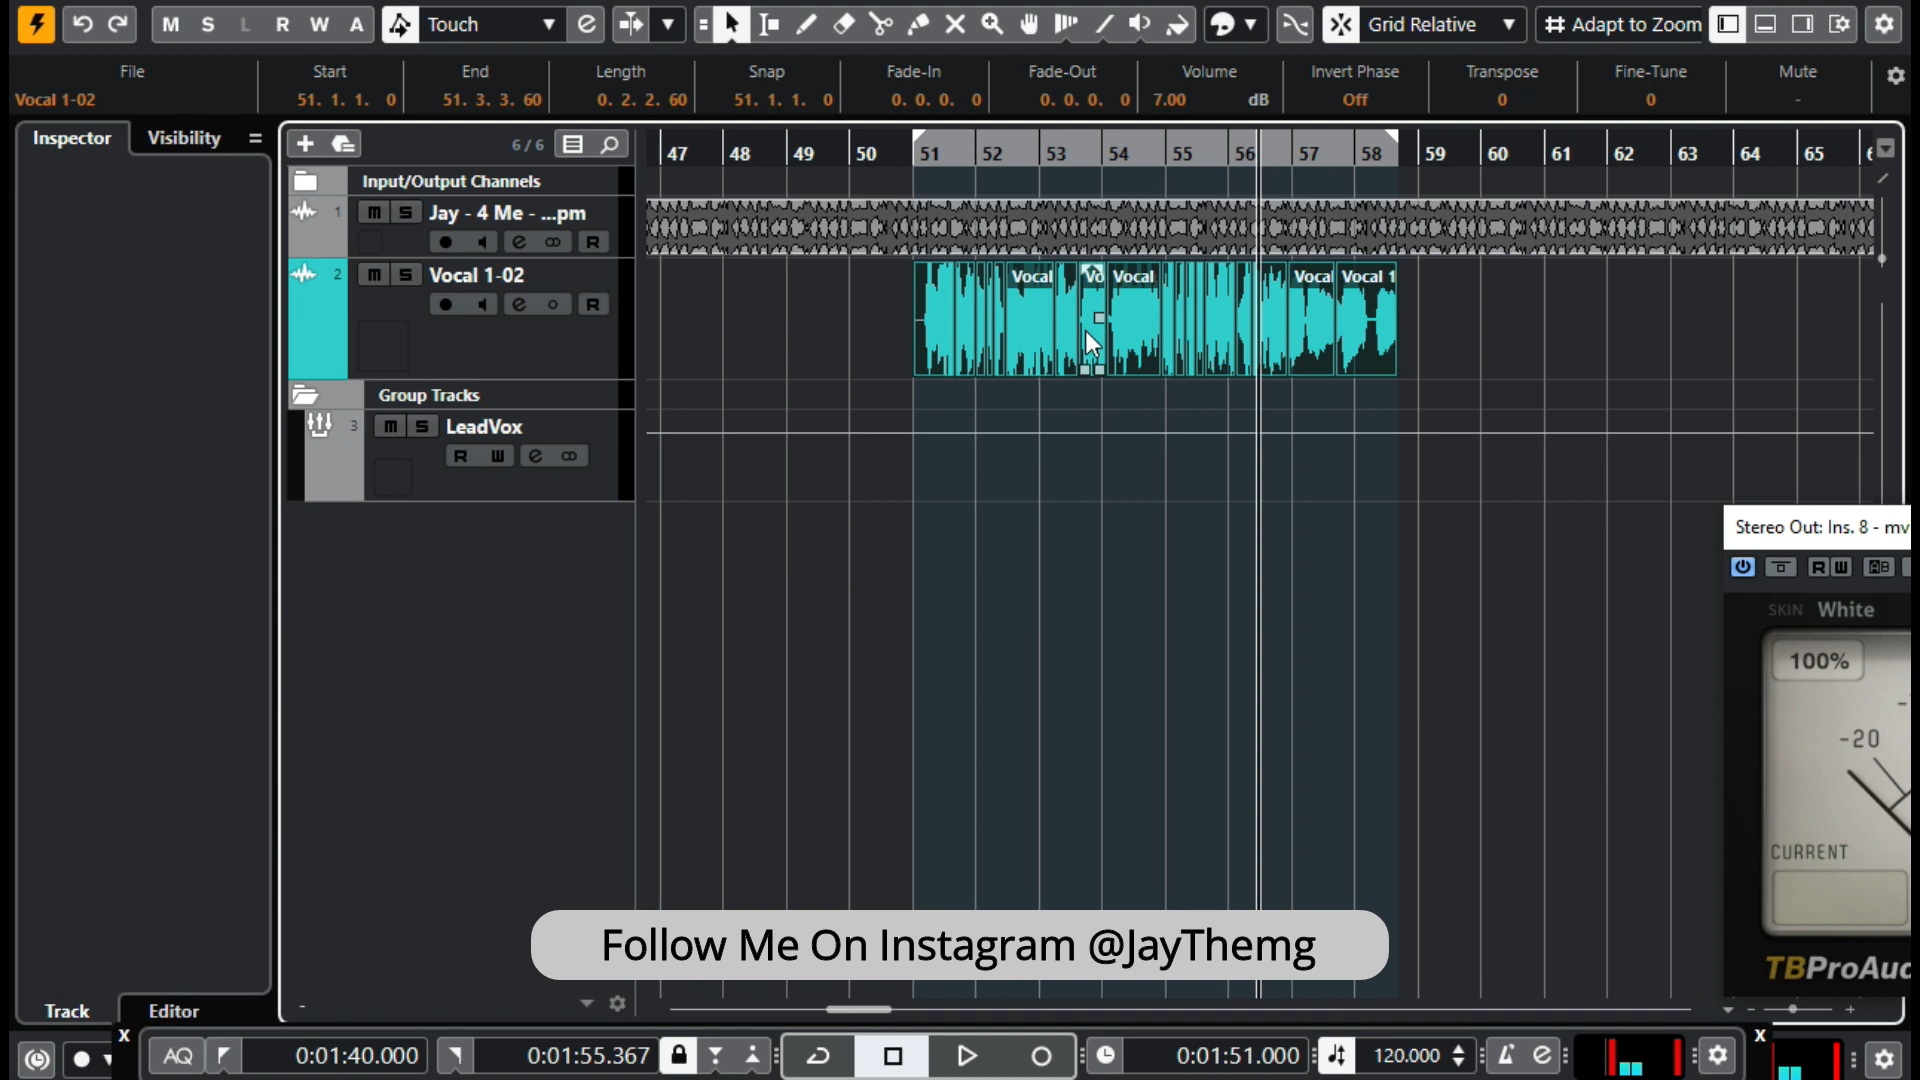 M S L R W A Touch Grid Relative Adapt to Zoom
File Start End Length Snap Fade-In Fade-Out Volume Invert Phase Transpose Fine-Tune Mute
Vocal 1-02 51. 1. 1. 0 51. 3. 3. 60 0. 2. 2. 60 51. 1. 1. 0 0. 0. 0. 0 0. 0. 0. 0 7.00 dB Off 0 0 -
Inspector Visibility
6 / 6
47 48 49 50 51 52 53 54 55 56 57 58 59 60 61 62 63 64 65
Input/Output Channels
1 m S Jay - 4 Me - ...pm
R
2 m S Vocal 1-02
Vocal Vo Vocal Vocal Vocal 1
R
Group Tracks
3 m S LeadVox
R W
Stereo Out: Ins. 8 - mv
R W AB
SKIN White
100%
-20
CURRENT
Follow Me On Instagram @JayThemg
TBProAud
Track Editor
AQ 0:01:40.000 0:01:55.367 0:01:51.000 120.000